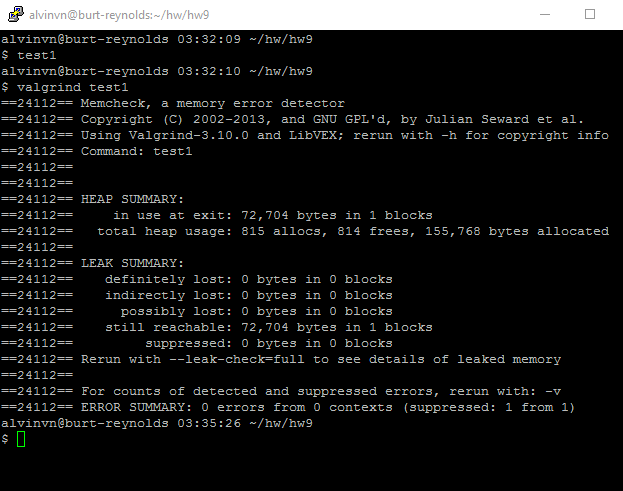 alvinvn@burt-reynolds:~/hw/hw9
alvinvn@burt-reynolds 03:32:09 ~/hw/hw9
$ test1
alvinvn@burt-reynolds 03:32:10 ~/hw/hw9
$ valgrind test1
==24112== Memcheck, a memory error detector
==24112== Copyright (C) 2002-2013, and GNU GPL'd, by Julian Seward et al.
==24112== Using Valgrind-3.10.0 and LibVEX; rerun with -h for copyright info
==24112== Command: test1
==24112==
==24112==
==24112== HEAP SUMMARY:
==24112==     in use at exit: 72,704 bytes in 1 blocks
==24112==   total heap usage: 815 allocs, 814 frees, 155,768 bytes allocated
==24112==
==24112== LEAK SUMMARY:
==24112==    definitely lost: 0 bytes in 0 blocks
==24112==    indirectly lost: 0 bytes in 0 blocks
==24112==      possibly lost: 0 bytes in 0 blocks
==24112==    still reachable: 72,704 bytes in 1 blocks
==24112==         suppressed: 0 bytes in 0 blocks
==24112== Rerun with --leak-check=full to see details of leaked memory
==24112==
==24112== For counts of detected and suppressed errors, rerun with: -v
==24112== ERROR SUMMARY: 0 errors from 0 contexts (suppressed: 1 from 1)
alvinvn@burt-reynolds 03:35:26 ~/hw/hw9
$